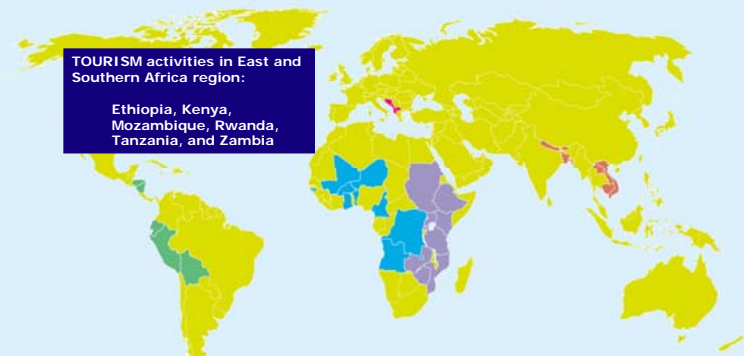 TOURISM activities in East and
Southern Africa region:
Ethiopia, Kenya,
Mozambique, Rwanda,
Tanzania, and Zambia